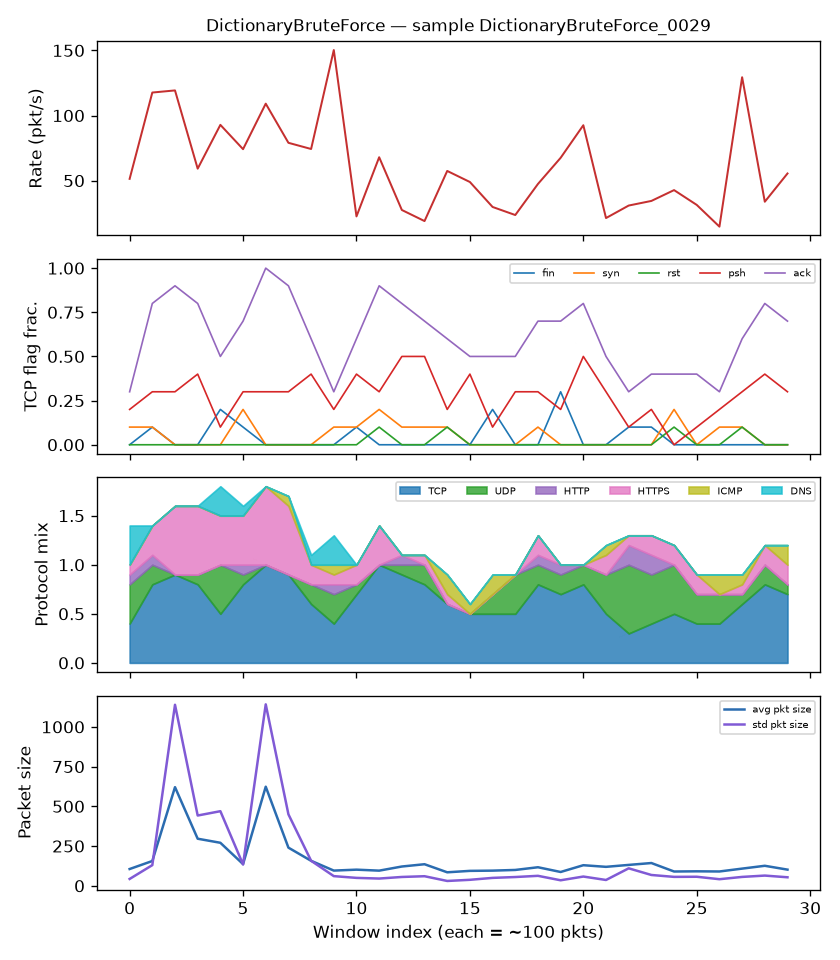 DictionaryBruteForce — sample DictionaryBruteForce_0029
150
100
50
Rate (pkt/s)
fin syn rst psh ack
1.00
0.75
0.50
0.25
0.00
TCP flag frac.
TCP UDP HTTP HTTPS ICMP DNS
1.5
1.0
0.5
0.0
Protocol mix
avg pkt size
std pkt size
1000
750
500
250
0
Packet size
0 5 10 15 20 25 30
Window index (each = ~100 pkts)